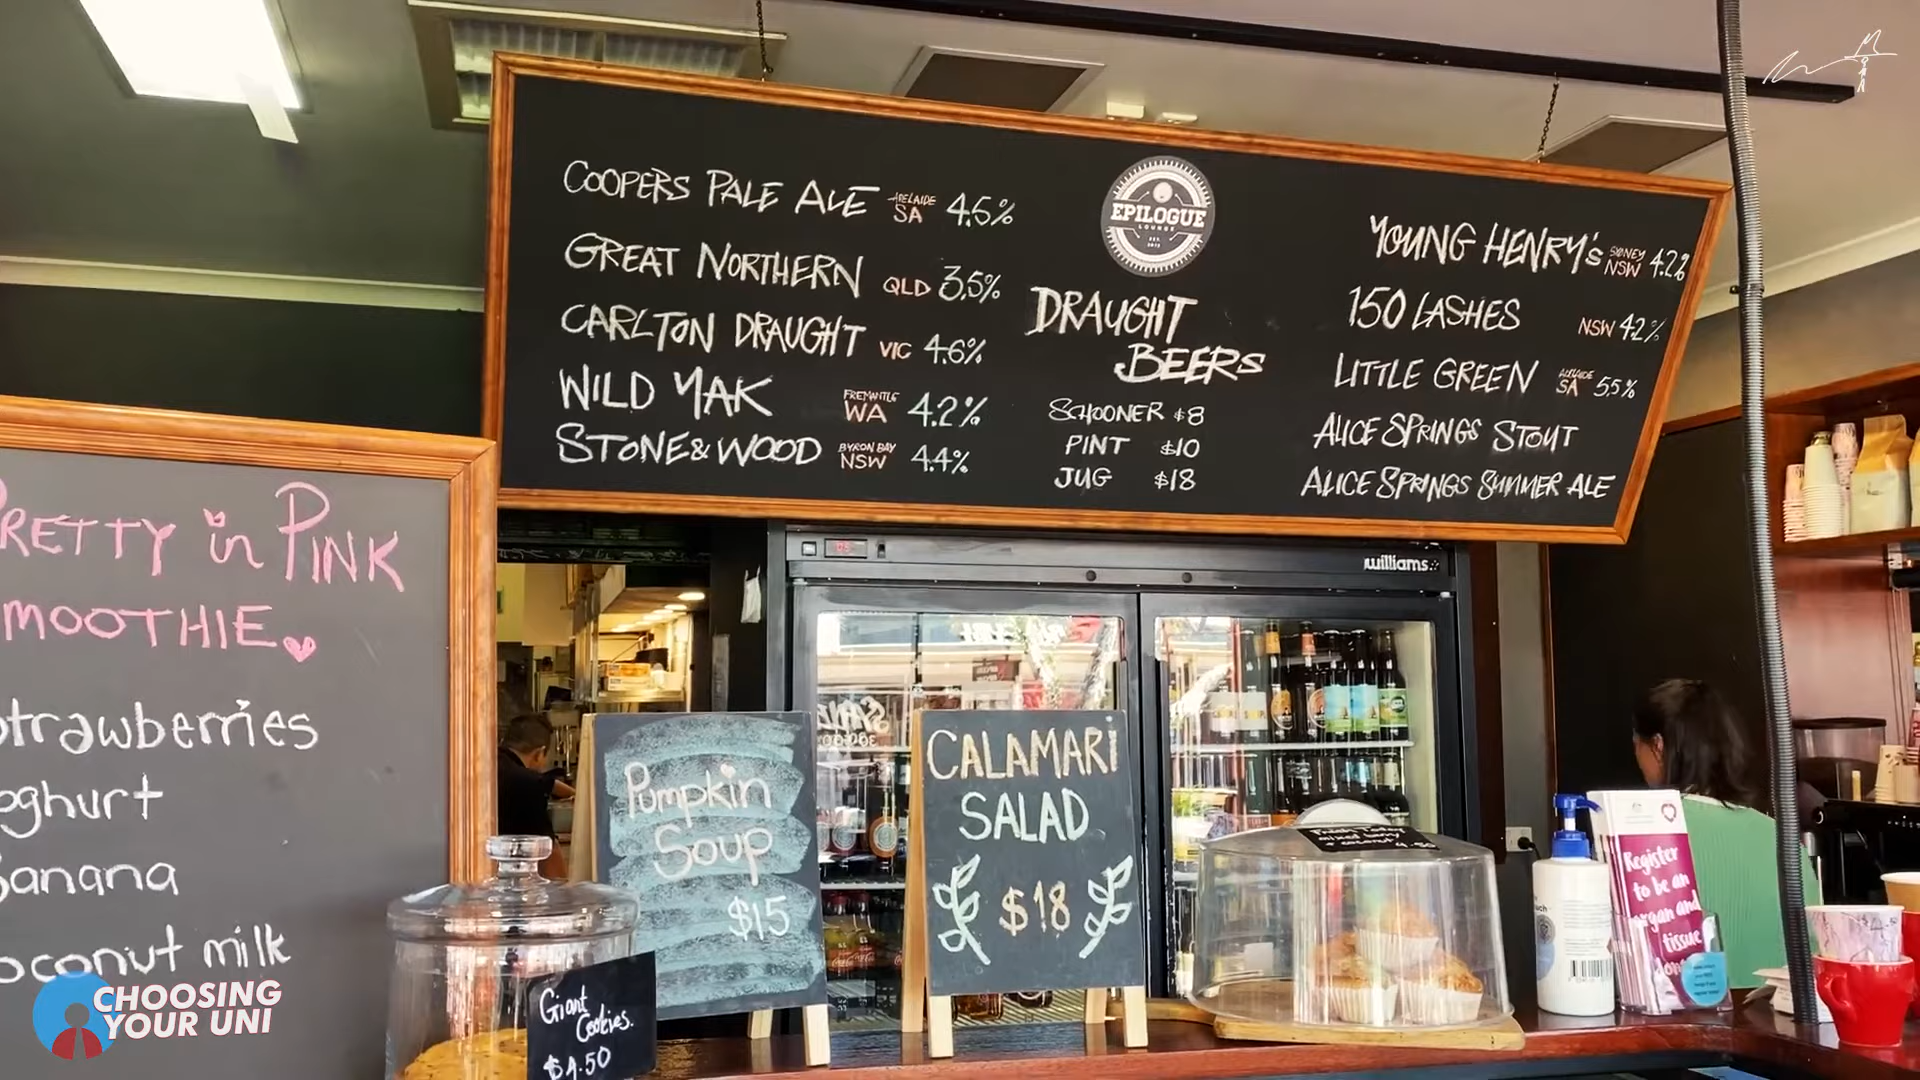 COOPERS PALE ALE ADELAIDE SA 4.5%
GREAT NORTHERN QLD 3.5%
CARLTON DRAUGHT VIC 4.6%
WILD YAK FREMANTLE WA 4.2%
STONE & WOOD BYRON BAY NSW 4.4%
EPILOGUE
LOUNGE
DRAUGHT
BEERS
SCHOONER $8
PINT $10
JUG $18
YOUNG HENRY'S SYDNEY NSW 4.2%
150 LASHES NSW 4.2%
LITTLE GREEN ADELAIDE SA 5.5%
ALICE SPRINGS STOUT
ALICE SPRINGS SUMMER ALE
PRETTY in PINK
SMOOTHIE
Strawberries
yoghurt
Banana
Coconut milk
williams
Pumpkin
Soup
$15
CALAMARI
SALAD
$18
Giant
Cookies.
$4.50
Register
to be an
organ and
tissue
CHOOSING
YOUR UNI